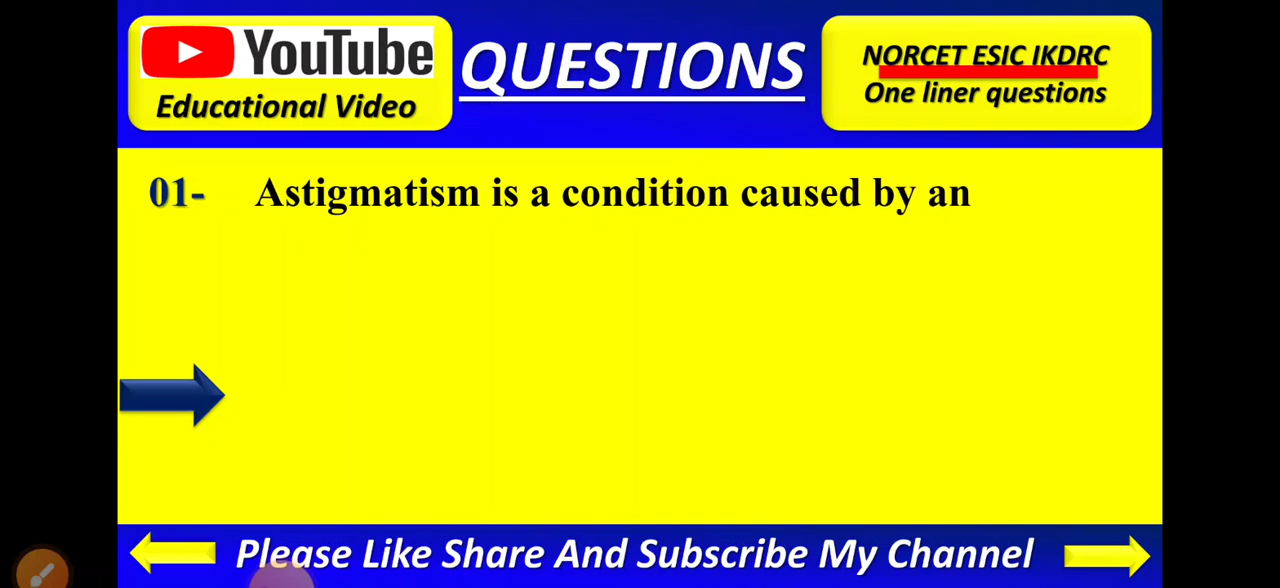 YouTube
Educational Video
QUESTIONS
NORCET ESIC IKDRC
One liner questions
01- Astigmatism is a condition caused by an
Please Like Share And Subscribe My Channel